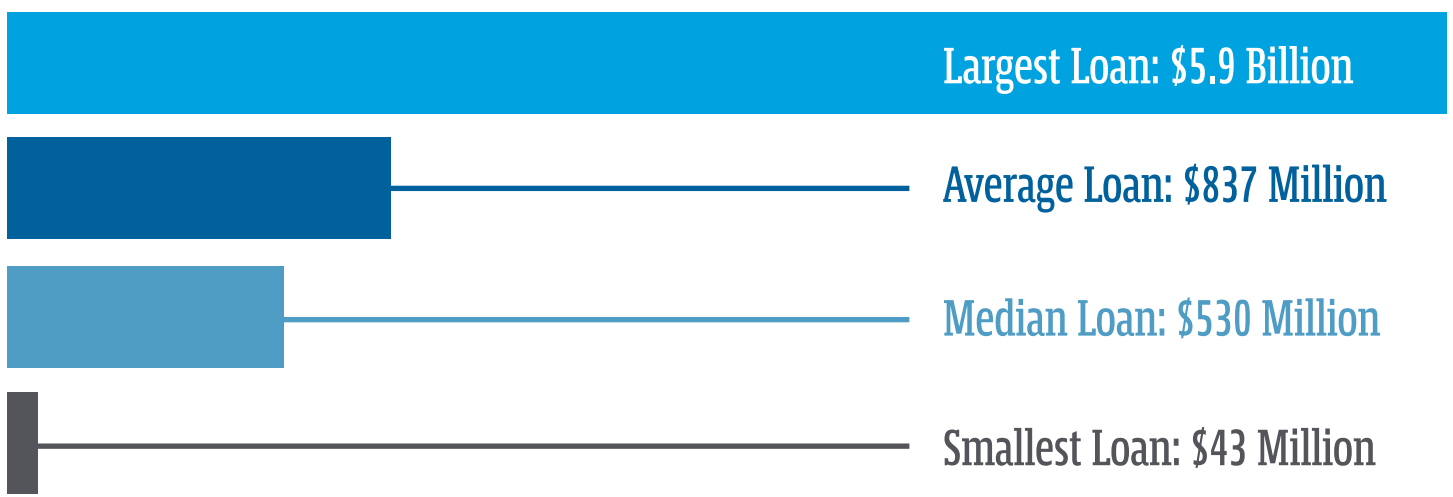 Largest Loan: $5.9 Billion
Average Loan: $837 Million
Median Loan: $530 Million
Smallest Loan: $43 Million